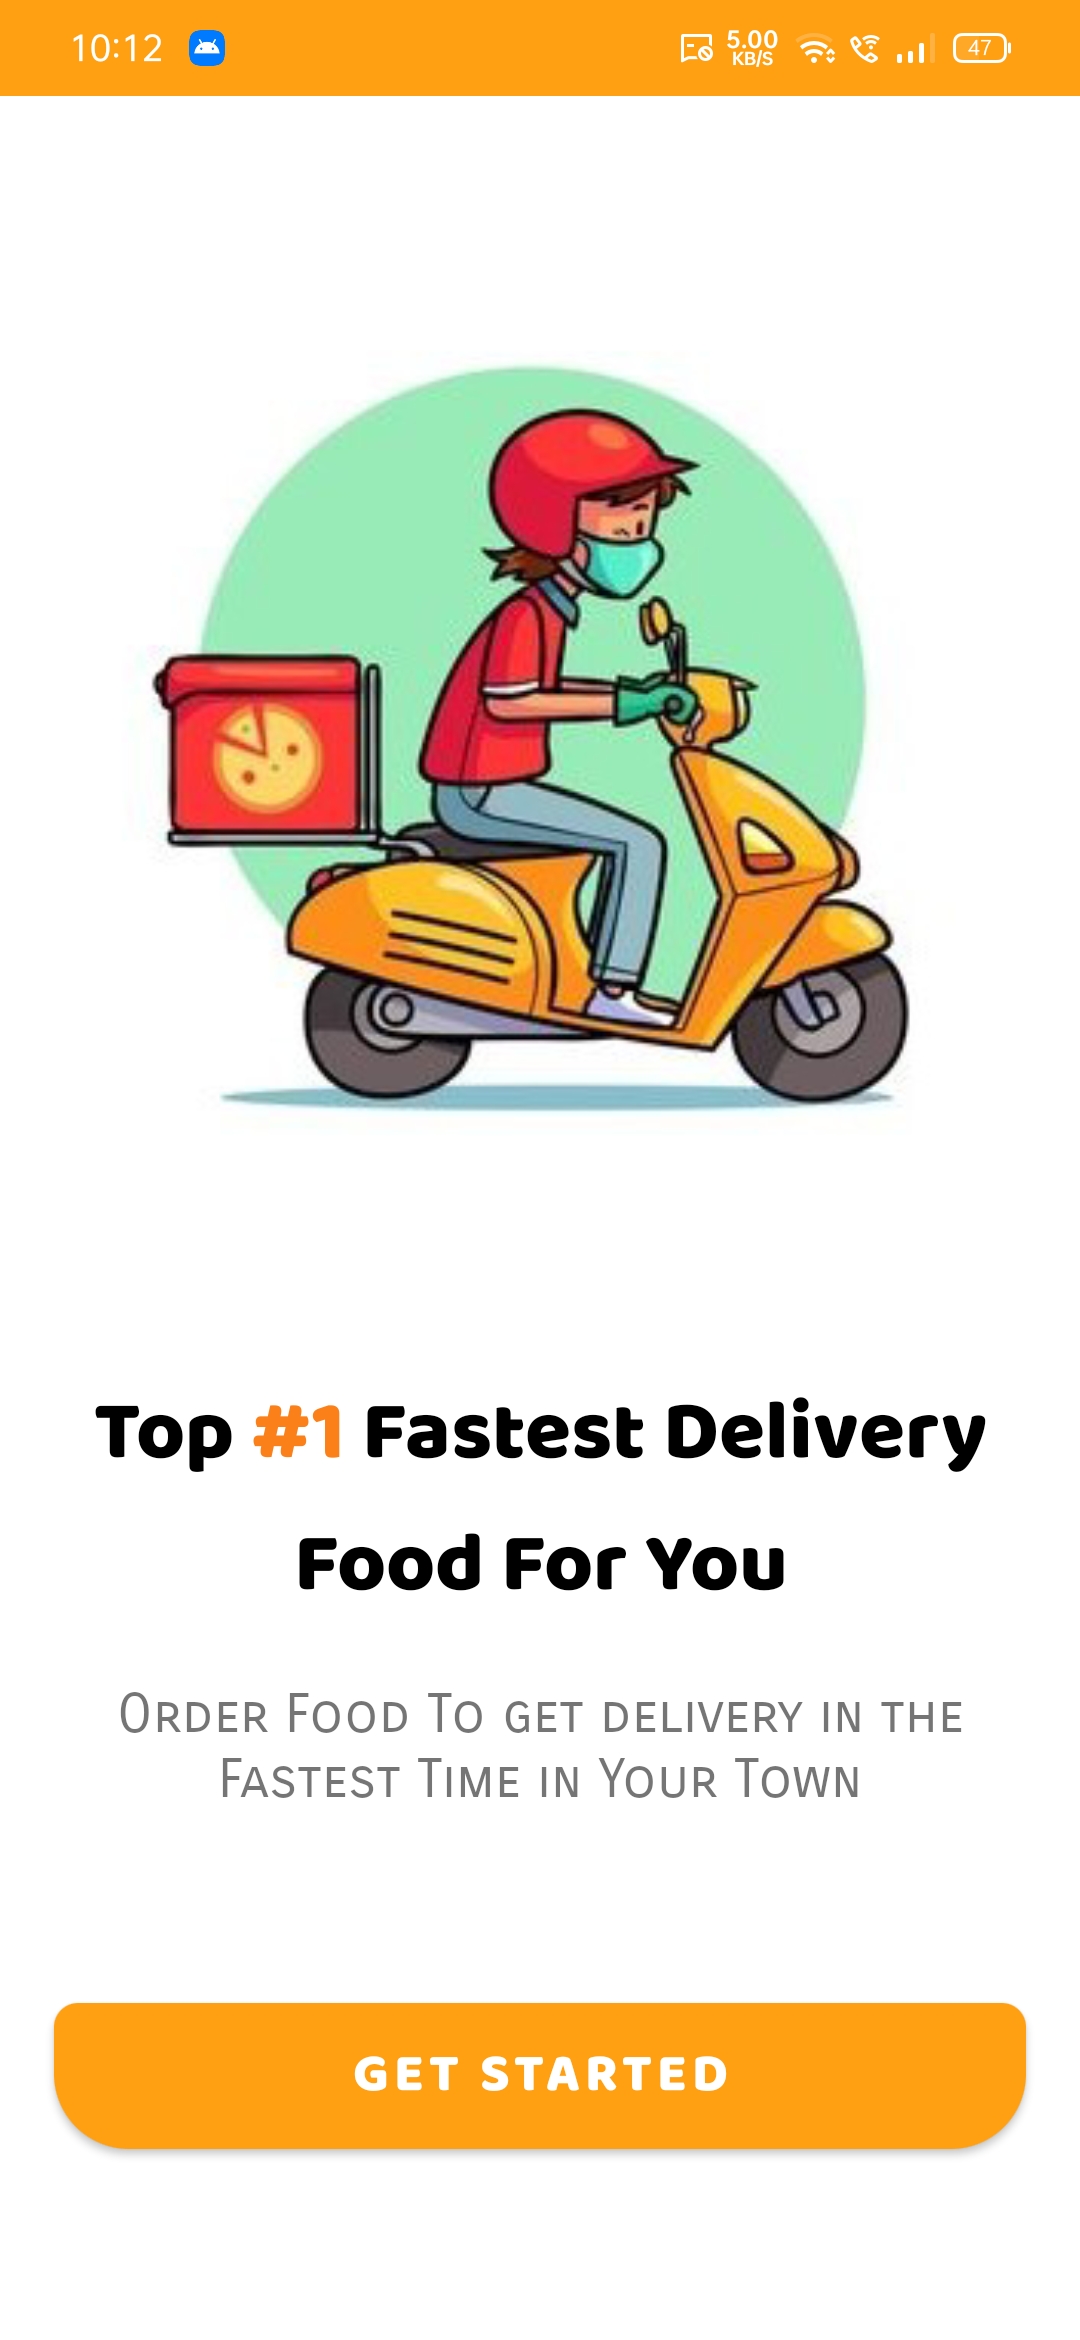 10:12 5.00 KB/S 47
Top #1 Fastest Delivery
Food For You
Order Food To get delivery in the
Fastest Time in Your Town
GET STARTED